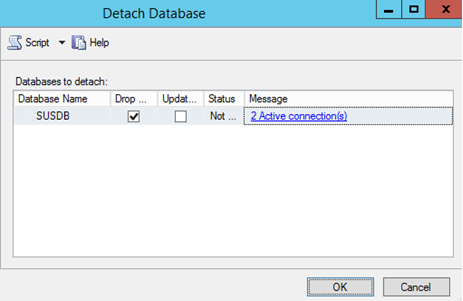 Detach Database
Script Help
Databases to detach:
Database Name Drop ... Updat... Status Message
SUSDB Not ... 2 Active connection(s)
OK Cancel